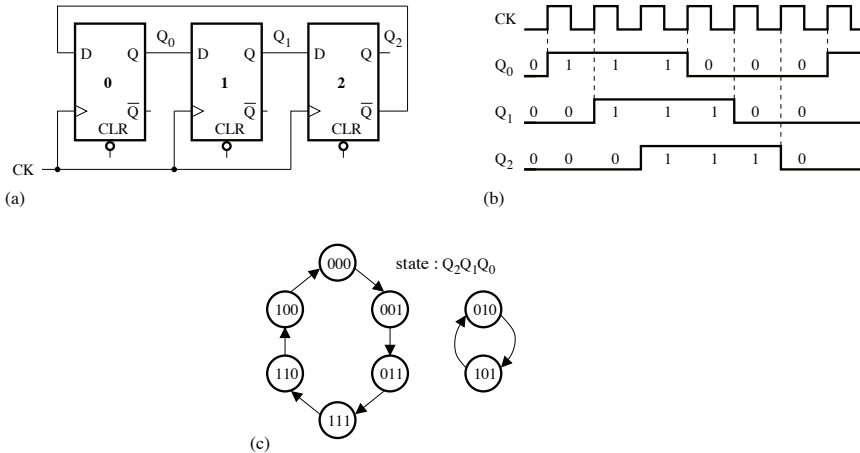 Q0 Q1 Q2
D Q D Q D Q
0 1 2
Q̅ Q̅ Q̅
CLR CLR CLR
CK
(a)
CK
Q0 0 1 1 1 0 0 0
Q1 0 0 1 1 1 0 0
Q2 0 0 0 1 1 1 0
(b)
000
state : Q2Q1Q0
100 001 010
110 011 101
111
(c)